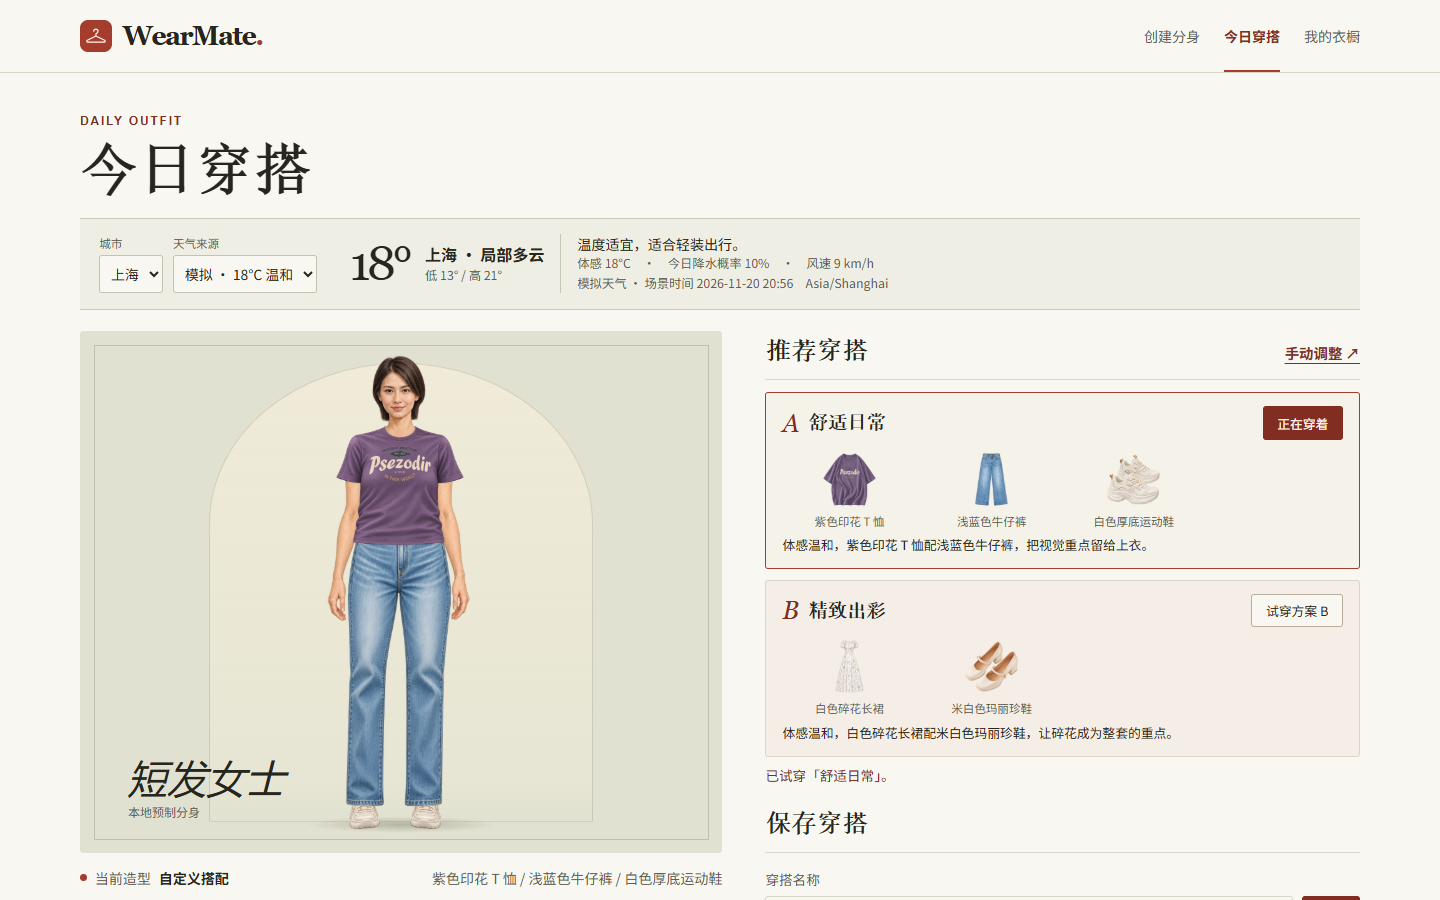 WearMate.
创建分身
今日穿搭
我的衣橱
DAILY OUTFIT
今日穿搭
城市
天气来源
上海
模拟 · 18°C 温和
18°
上海 · 局部多云
低 13° / 高 21°
温度适宜，适合轻装出行。
体感 18°C · 今日降水概率 10% · 风速 9 km/h
模拟天气 · 场景时间 2026-11-20 20:56 Asia/Shanghai
Psezodir
短发女士
本地预制分身
当前造型 自定义搭配
紫色印花 T 恤 / 浅蓝色牛仔裤 / 白色厚底运动鞋
推荐穿搭
手动调整 ↗
A 舒适日常
正在穿着
Psezodir
紫色印花 T 恤
浅蓝色牛仔裤
白色厚底运动鞋
体感温和，紫色印花 T 恤配浅蓝色牛仔裤，把视觉重点留给上衣。
B 精致出彩
试穿方案 B
白色碎花长裙
米白色玛丽珍鞋
体感温和，白色碎花长裙配米白色玛丽珍鞋，让碎花成为整套的重点。
已试穿「舒适日常」。
保存穿搭
穿搭名称